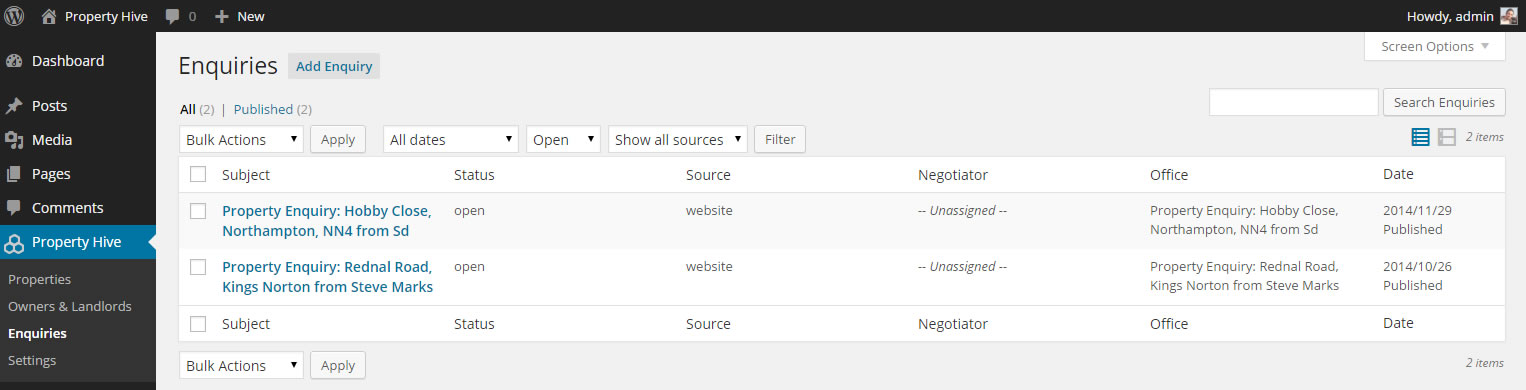 Property Hive 0 New Howdy, admin
Screen Options
Dashboard
Posts
Media
Pages
Comments
Property Hive
Properties
Owners & Landlords
Enquiries
Settings
Enquiries Add Enquiry
All (2) | Published (2)
Search Enquiries
Bulk Actions Apply All dates Open Show all sources Filter 2 items
Subject Status Source Negotiator Office Date
Property Enquiry: Hobby Close, open website -- Unassigned -- Property Enquiry: Hobby Close, 2014/11/29
Northampton, NN4 from Sd Northampton, NN4 from Sd Published
Property Enquiry: Rednal Road, open website -- Unassigned -- Property Enquiry: Rednal Road, 2014/10/26
Kings Norton from Steve Marks Kings Norton from Steve Marks Published
Subject Status Source Negotiator Office Date
Bulk Actions Apply 2 items